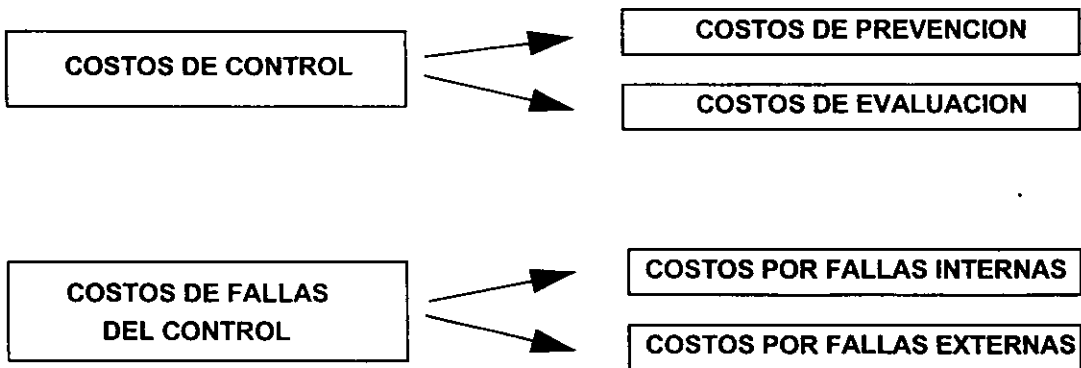 COSTOS DE CONTROL
COSTOS DE PREVENCION
COSTOS DE EVALUACION
COSTOS DE FALLAS
DEL CONTROL
COSTOS POR FALLAS INTERNAS
COSTOS POR FALLAS EXTERNAS